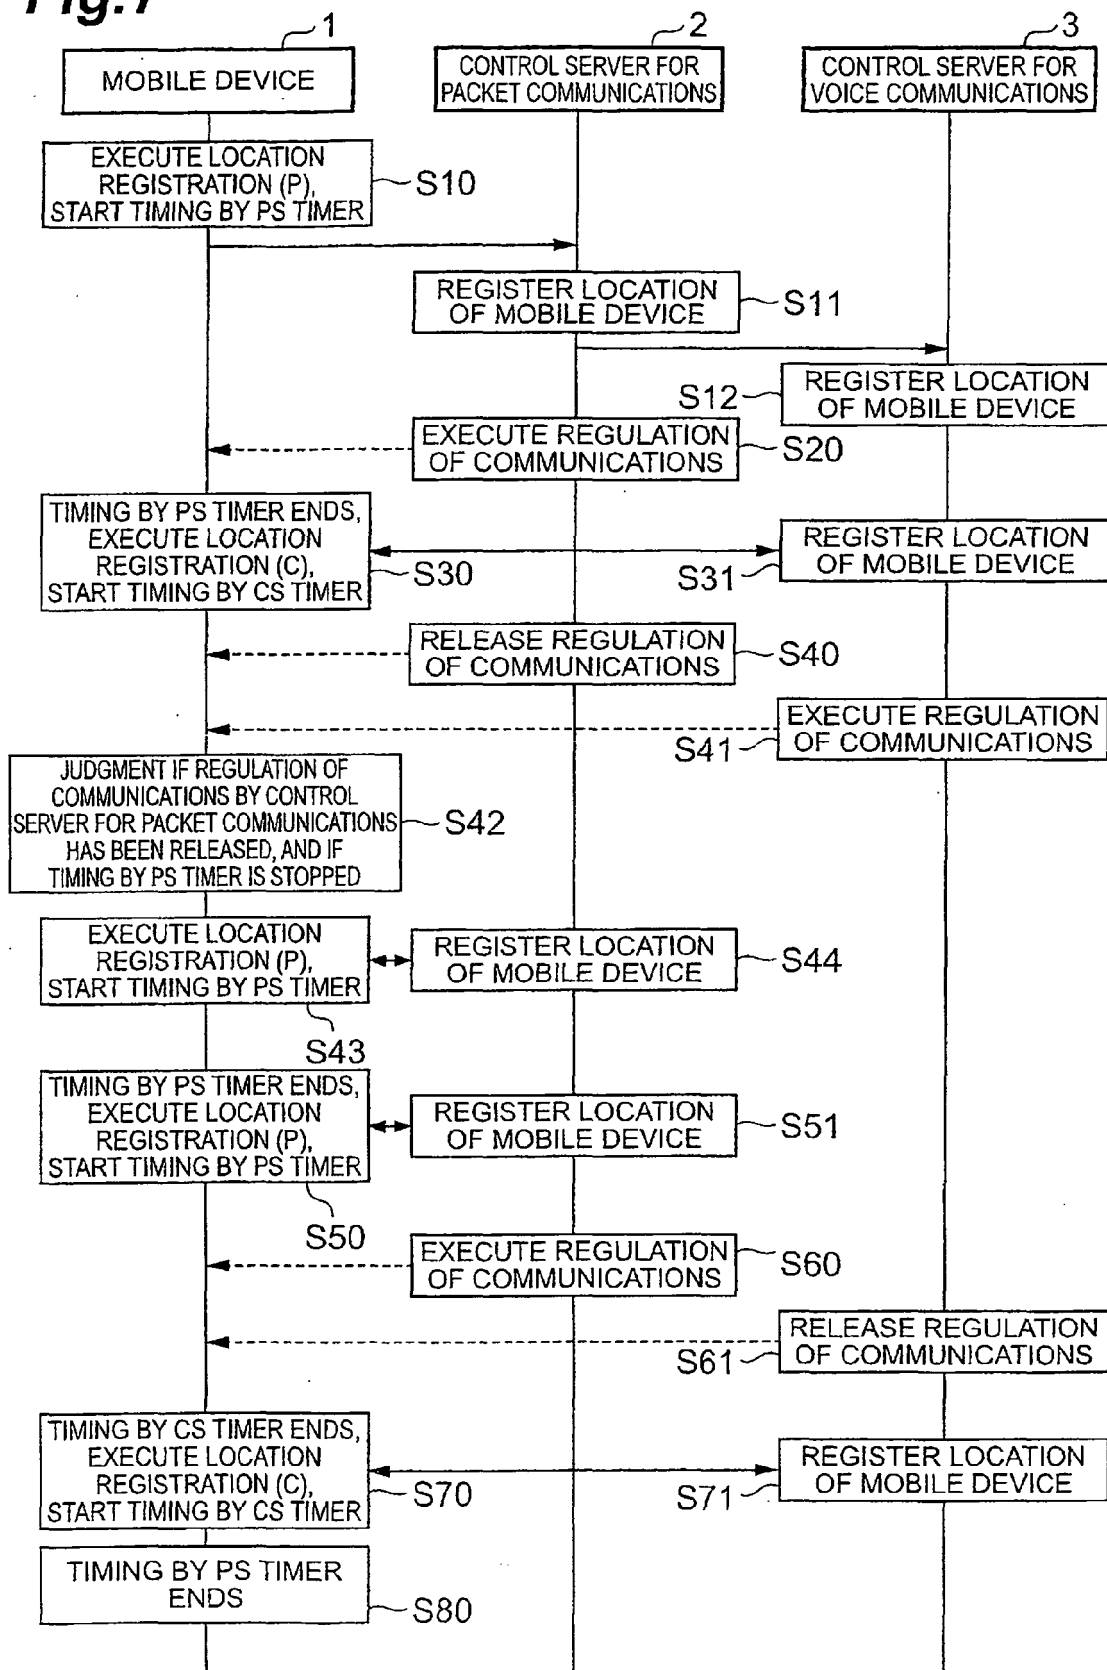 1
2
3
MOBILE DEVICE
CONTROL SERVER FOR
PACKET COMMUNICATIONS
CONTROL SERVER FOR
VOICE COMMUNICATIONS
EXECUTE LOCATION
REGISTRATION (P),
START TIMING BY PS TIMER
S10
REGISTER LOCATION
OF MOBILE DEVICE
S11
REGISTER LOCATION
OF MOBILE DEVICE
S12
EXECUTE REGULATION
OF COMMUNICATIONS
S20
TIMING BY PS TIMER ENDS,
EXECUTE LOCATION
REGISTRATION (C),
START TIMING BY CS TIMER
S30
REGISTER LOCATION
OF MOBILE DEVICE
S31
RELEASE REGULATION
OF COMMUNICATIONS
S40
EXECUTE REGULATION
OF COMMUNICATIONS
S41
JUDGMENT IF REGULATION OF
COMMUNICATIONS BY CONTROL
SERVER FOR PACKET COMMUNICATIONS
HAS BEEN RELEASED, AND IF
TIMING BY PS TIMER IS STOPPED
S42
EXECUTE LOCATION
REGISTRATION (P),
START TIMING BY PS TIMER
S43
REGISTER LOCATION
OF MOBILE DEVICE
S44
TIMING BY PS TIMER ENDS,
EXECUTE LOCATION
REGISTRATION (P),
START TIMING BY PS TIMER
S50
REGISTER LOCATION
OF MOBILE DEVICE
S51
EXECUTE REGULATION
OF COMMUNICATIONS
S60
RELEASE REGULATION
OF COMMUNICATIONS
S61
TIMING BY CS TIMER ENDS,
EXECUTE LOCATION
REGISTRATION (C),
START TIMING BY CS TIMER
S70
REGISTER LOCATION
OF MOBILE DEVICE
S71
TIMING BY PS TIMER
ENDS
S80